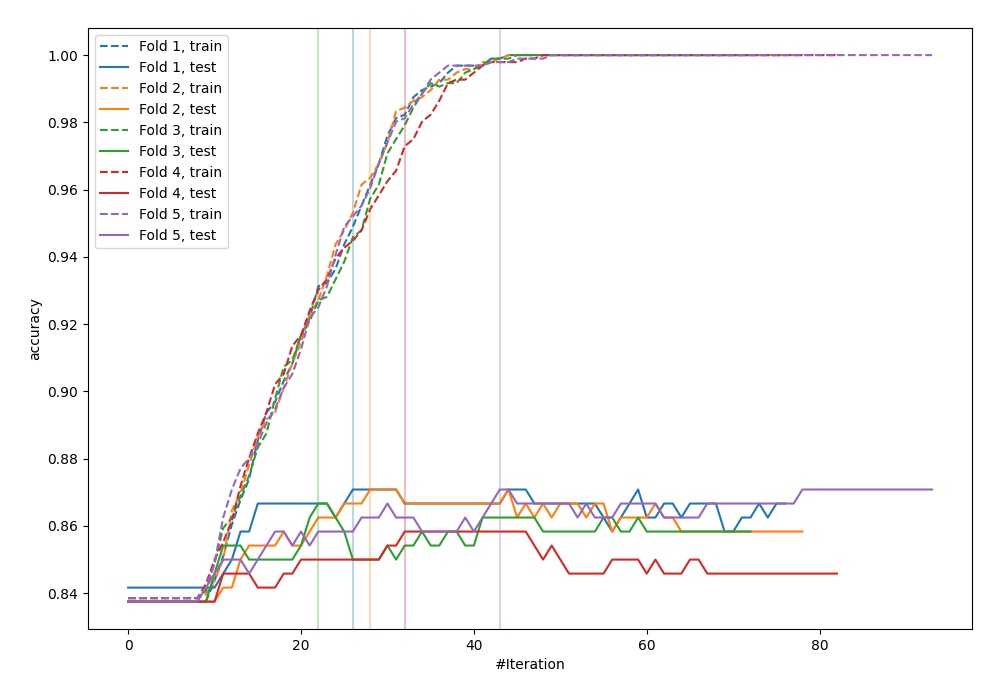 1.00
0.98
0.96
0.94
0.92
0.90
0.88
0.86
0.84
accuracy
Fold 1, train
Fold 1, test
Fold 2, train
Fold 2, test
Fold 3, train
Fold 3, test
Fold 4, train
Fold 4, test
Fold 5, train
Fold 5, test
0 20 40 60 80
#Iteration